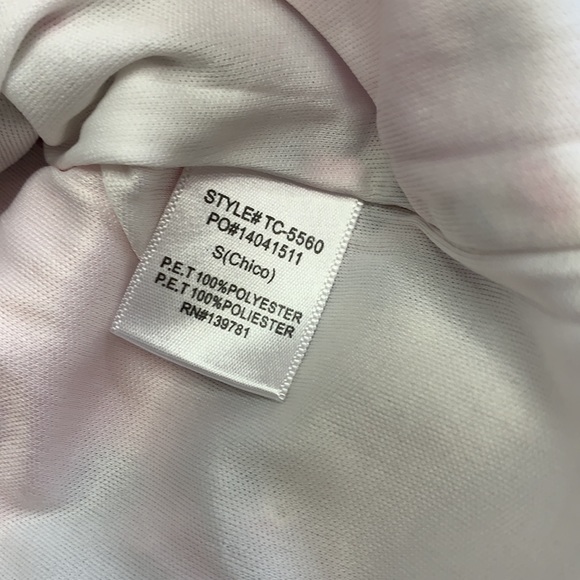 STYLE# TC-5560
PO#14041511
S(Chico)
P.E.T 100%POLYESTER
P.E.T 100%POLIESTER
RN#139781